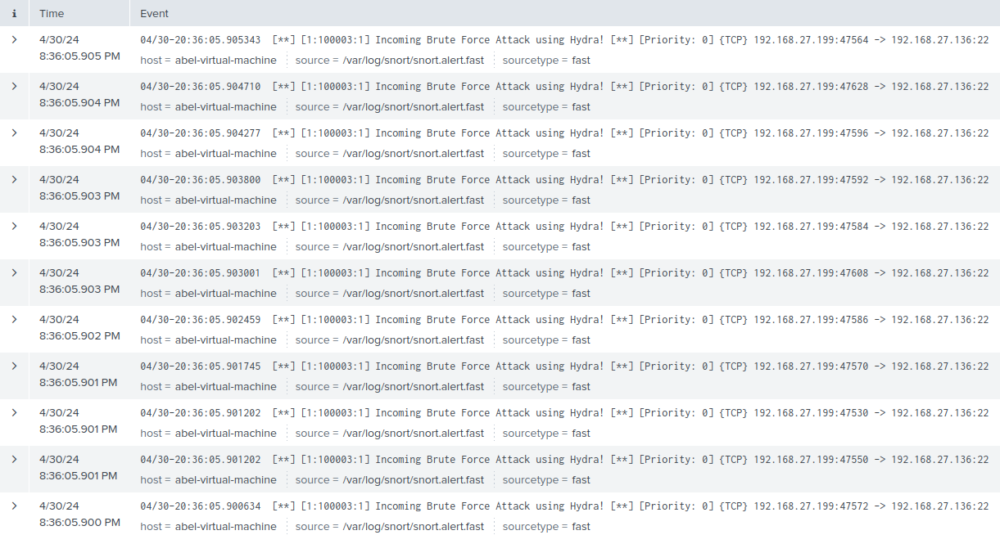 i Time Event
4/30/24 04/30-20:36:05.905343 [**] [1:100003:1] Incoming Brute Force Attack using Hydra! [**] [Priority: 0] {TCP} 192.168.27.199:47564 -> 192.168.27.136:22
8:36:05.905 PM host = abel-virtual-machine source = /var/log/snort/snort.alert.fast sourcetype = fast
4/30/24 04/30-20:36:05.904710 [**] [1:100003:1] Incoming Brute Force Attack using Hydra! [**] [Priority: 0] {TCP} 192.168.27.199:47628 -> 192.168.27.136:22
8:36:05.904 PM host = abel-virtual-machine source = /var/log/snort/snort.alert.fast sourcetype = fast
4/30/24 04/30-20:36:05.904277 [**] [1:100003:1] Incoming Brute Force Attack using Hydra! [**] [Priority: 0] {TCP} 192.168.27.199:47596 -> 192.168.27.136:22
8:36:05.904 PM host = abel-virtual-machine source = /var/log/snort/snort.alert.fast sourcetype = fast
4/30/24 04/30-20:36:05.903800 [**] [1:100003:1] Incoming Brute Force Attack using Hydra! [**] [Priority: 0] {TCP} 192.168.27.199:47592 -> 192.168.27.136:22
8:36:05.903 PM host = abel-virtual-machine source = /var/log/snort/snort.alert.fast sourcetype = fast
4/30/24 04/30-20:36:05.903203 [**] [1:100003:1] Incoming Brute Force Attack using Hydra! [**] [Priority: 0] {TCP} 192.168.27.199:47584 -> 192.168.27.136:22
8:36:05.903 PM host = abel-virtual-machine source = /var/log/snort/snort.alert.fast sourcetype = fast
4/30/24 04/30-20:36:05.903001 [**] [1:100003:1] Incoming Brute Force Attack using Hydra! [**] [Priority: 0] {TCP} 192.168.27.199:47608 -> 192.168.27.136:22
8:36:05.903 PM host = abel-virtual-machine source = /var/log/snort/snort.alert.fast sourcetype = fast
4/30/24 04/30-20:36:05.902459 [**] [1:100003:1] Incoming Brute Force Attack using Hydra! [**] [Priority: 0] {TCP} 192.168.27.199:47586 -> 192.168.27.136:22
8:36:05.902 PM host = abel-virtual-machine source = /var/log/snort/snort.alert.fast sourcetype = fast
4/30/24 04/30-20:36:05.901745 [**] [1:100003:1] Incoming Brute Force Attack using Hydra! [**] [Priority: 0] {TCP} 192.168.27.199:47570 -> 192.168.27.136:22
8:36:05.901 PM host = abel-virtual-machine source = /var/log/snort/snort.alert.fast sourcetype = fast
4/30/24 04/30-20:36:05.901202 [**] [1:100003:1] Incoming Brute Force Attack using Hydra! [**] [Priority: 0] {TCP} 192.168.27.199:47530 -> 192.168.27.136:22
8:36:05.901 PM host = abel-virtual-machine source = /var/log/snort/snort.alert.fast sourcetype = fast
4/30/24 04/30-20:36:05.901202 [**] [1:100003:1] Incoming Brute Force Attack using Hydra! [**] [Priority: 0] {TCP} 192.168.27.199:47550 -> 192.168.27.136:22
8:36:05.901 PM host = abel-virtual-machine source = /var/log/snort/snort.alert.fast sourcetype = fast
4/30/24 04/30-20:36:05.900634 [**] [1:100003:1] Incoming Brute Force Attack using Hydra! [**] [Priority: 0] {TCP} 192.168.27.199:47572 -> 192.168.27.136:22
8:36:05.900 PM host = abel-virtual-machine source = /var/log/snort/snort.alert.fast sourcetype = fast